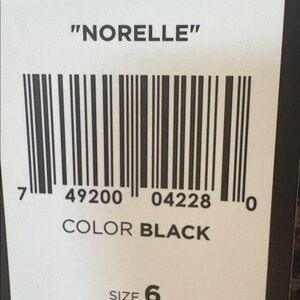 "NORELLE"
7 49200 04228 0
COLOR BLACK
SIZE 6